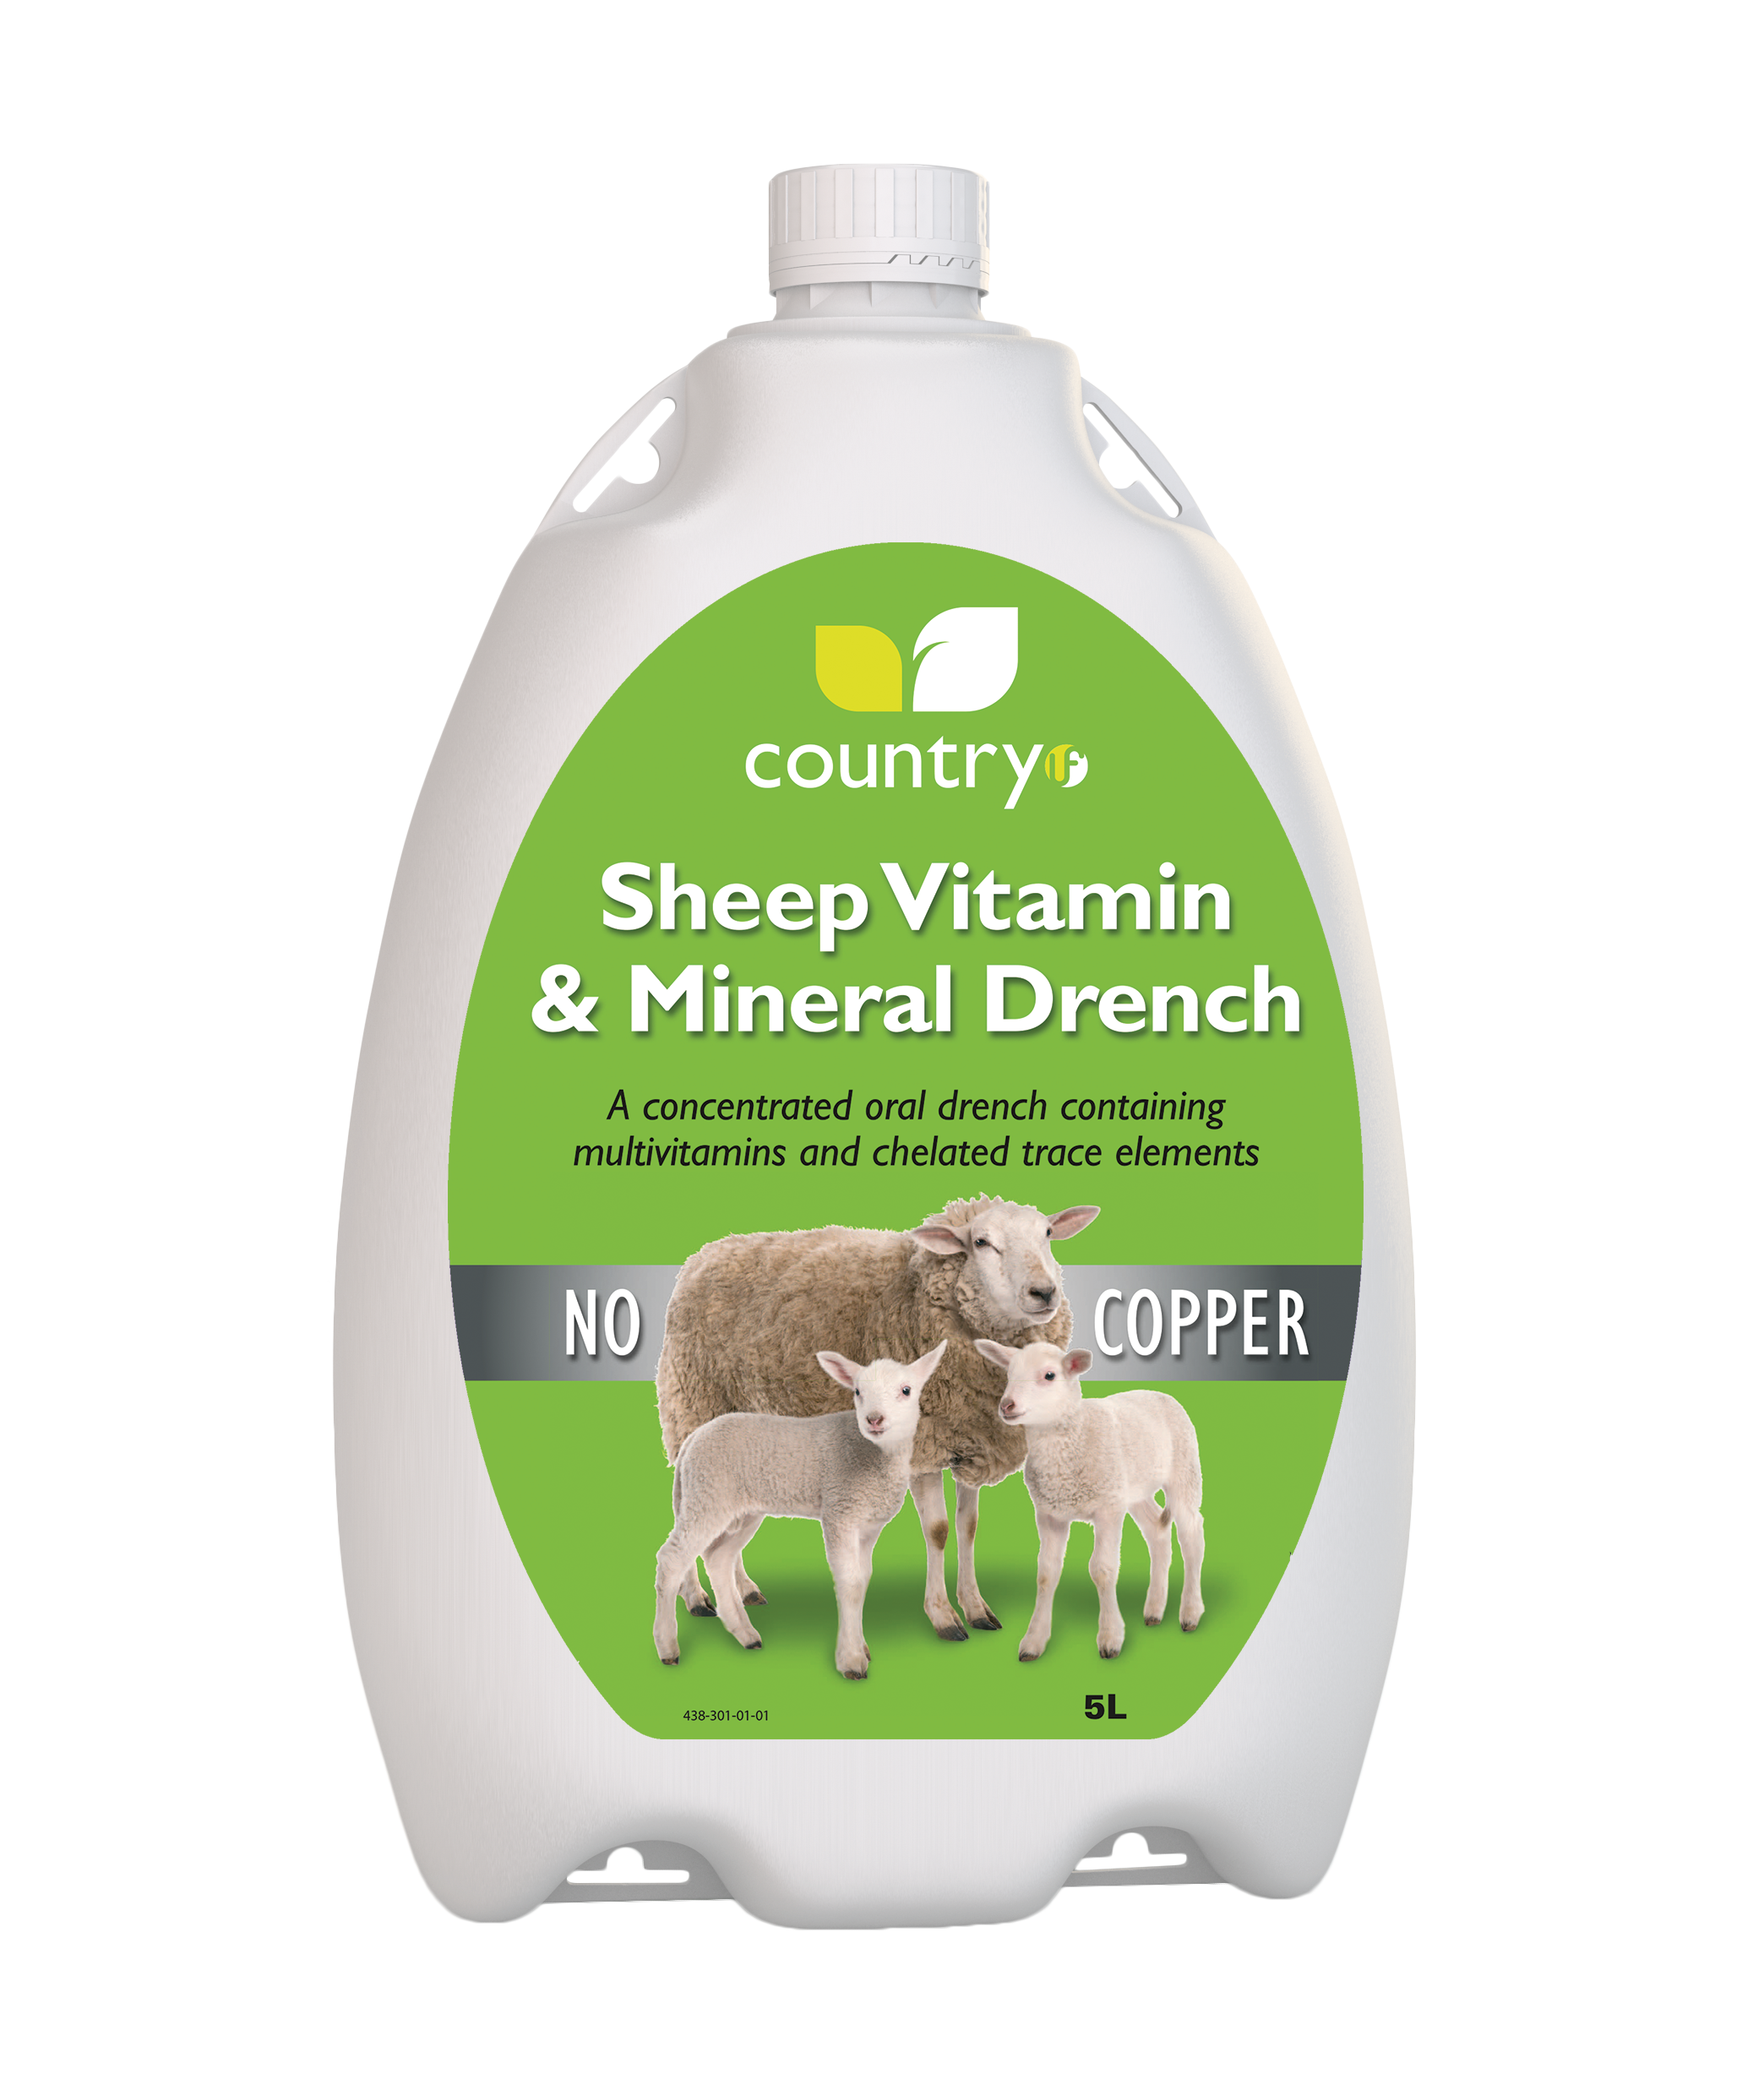 country UF
Sheep Vitamin
& Mineral Drench
A concentrated oral drench containing
multivitamins and chelated trace elements
NO COPPER
438-301-01-01 5L